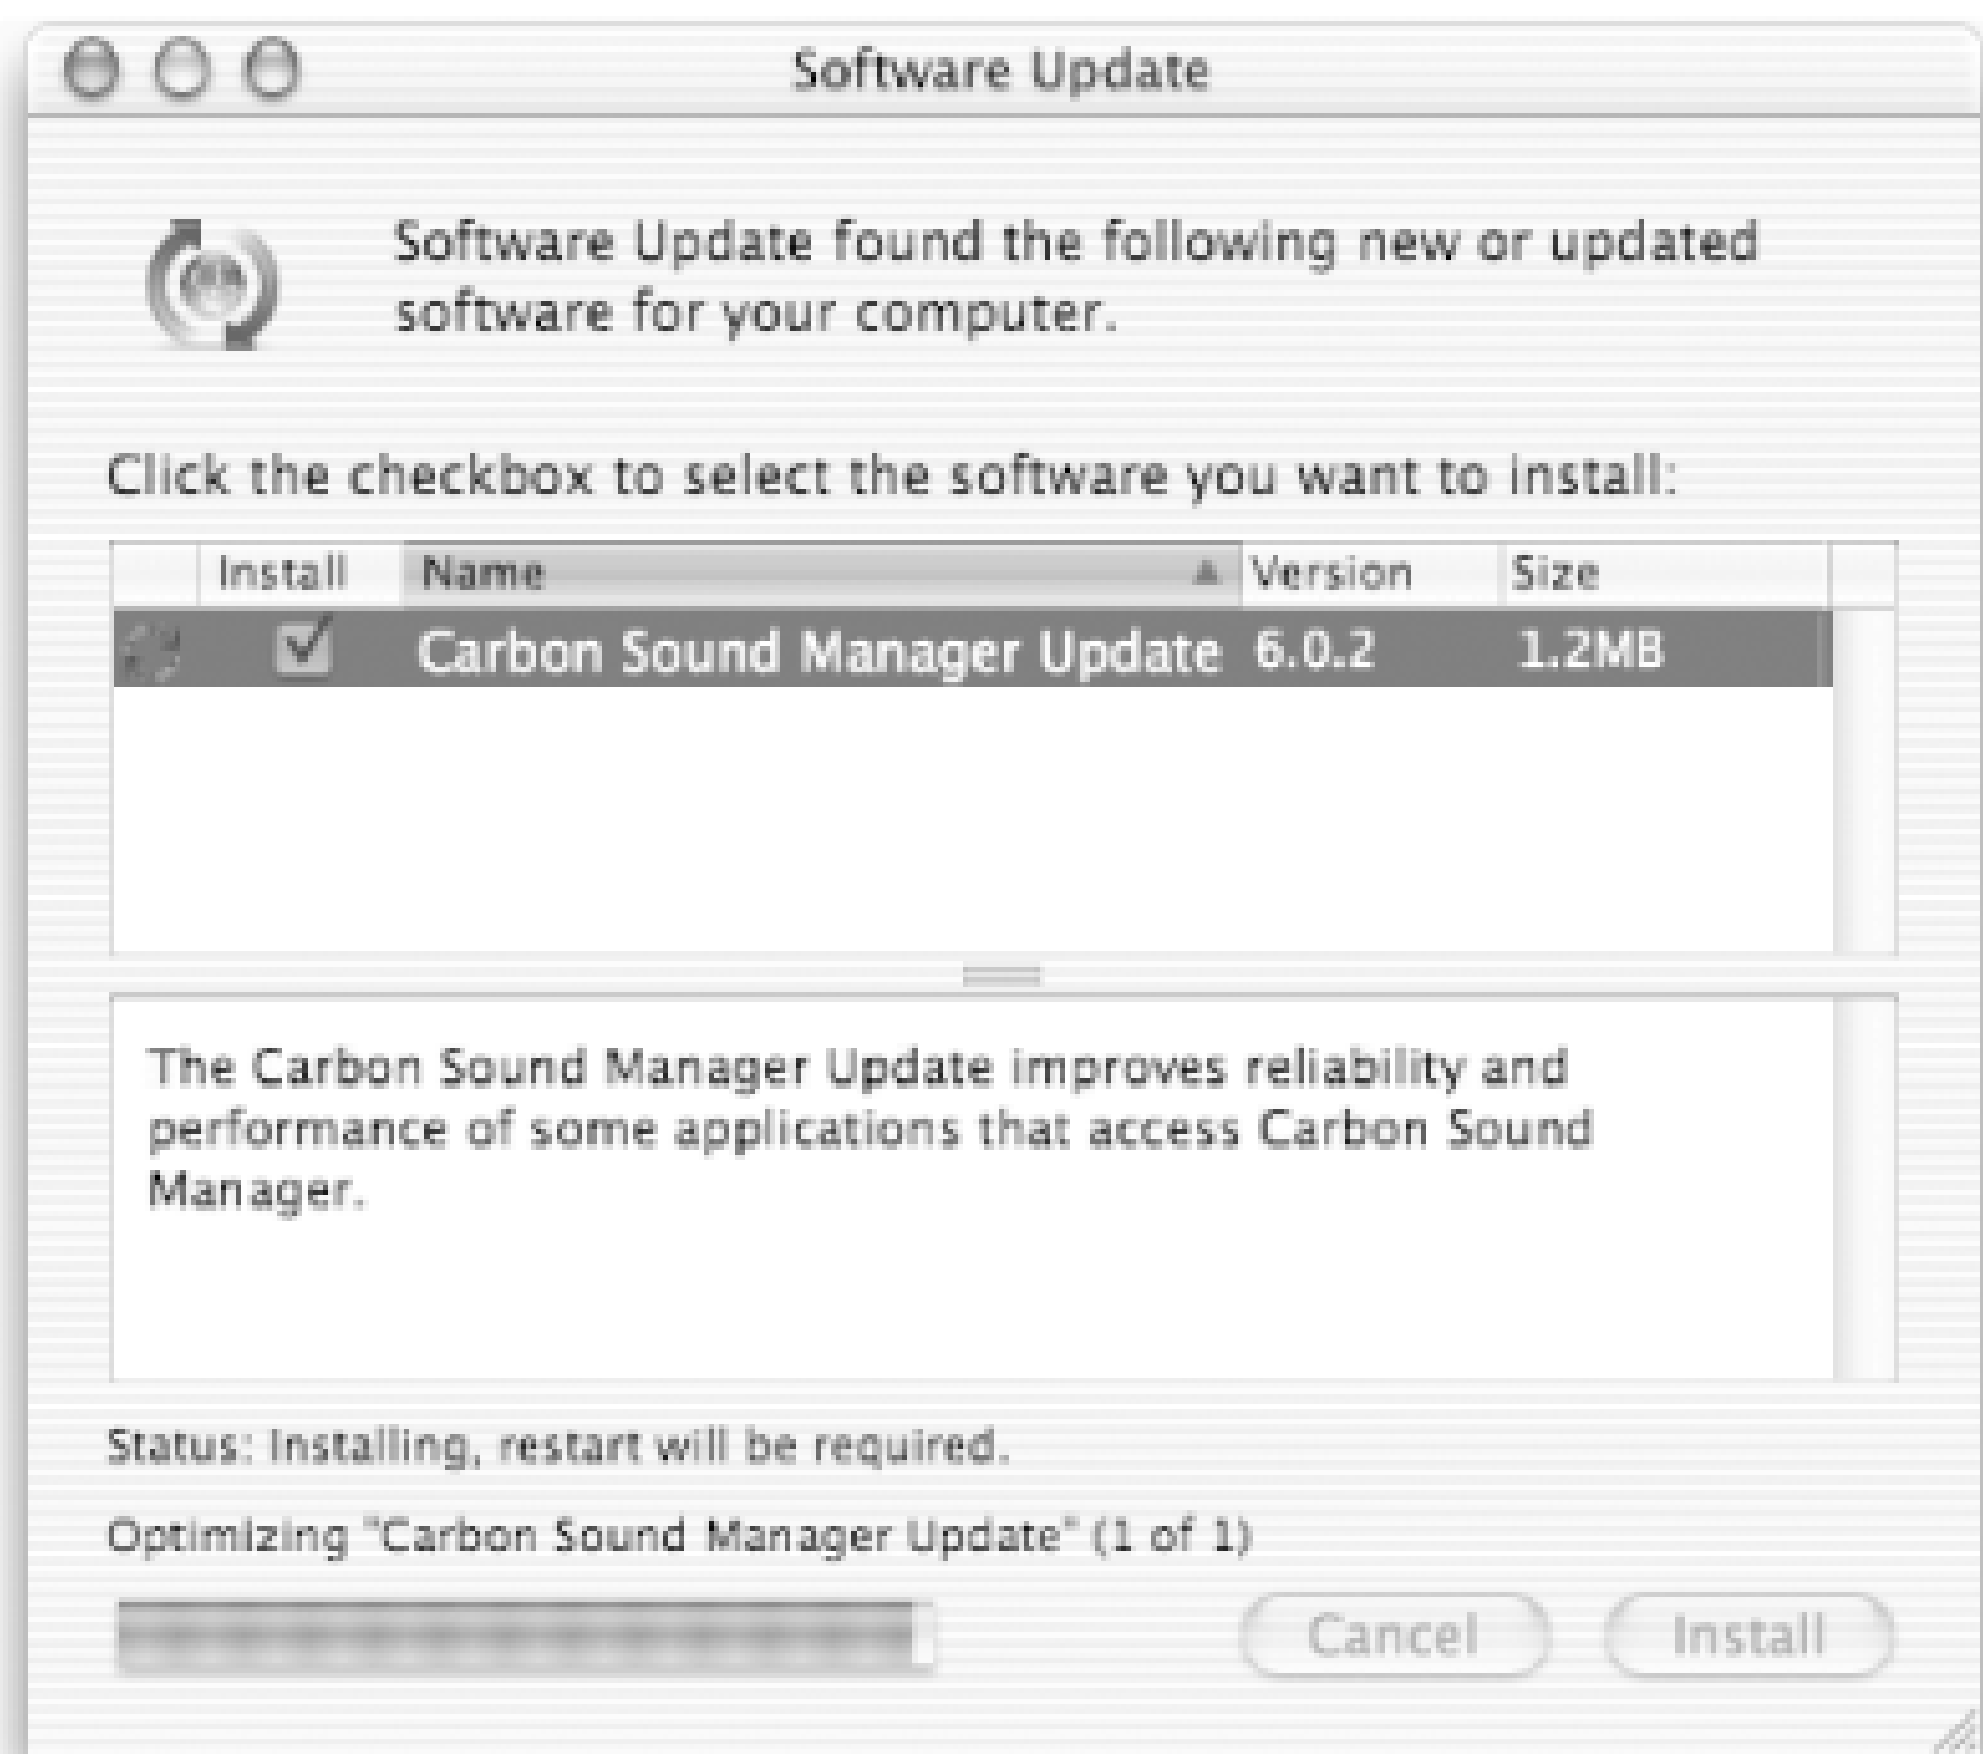 Software Update
Software Update found the following new or updated
software for your computer.
Click the checkbox to select the software you want to install:
Install Name Version Size
Carbon Sound Manager Update 6.0.2 1.2MB
The Carbon Sound Manager Update improves reliability and
performance of some applications that access Carbon Sound
Manager.
Status: Installing, restart will be required.
Optimizing "Carbon Sound Manager Update" (1 of 1)
Cancel Install